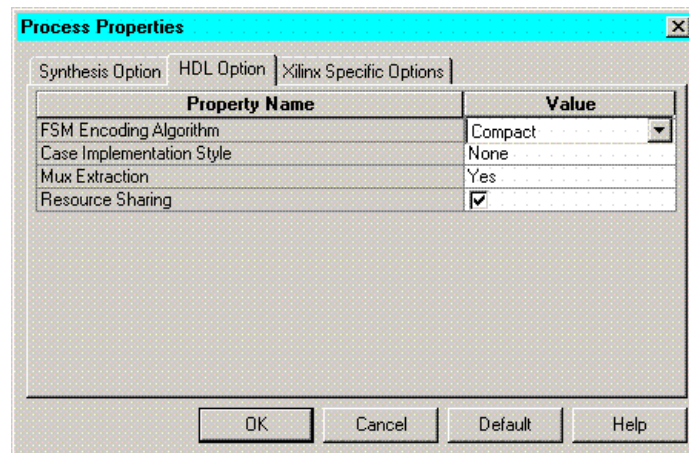 Process Properties
Synthesis Option HDL Option Xilinx Specific Options
Property Name Value
FSM Encoding Algorithm Compact
Case Implementation Style None
Mux Extraction Yes
Resource Sharing
OK Cancel Default Help